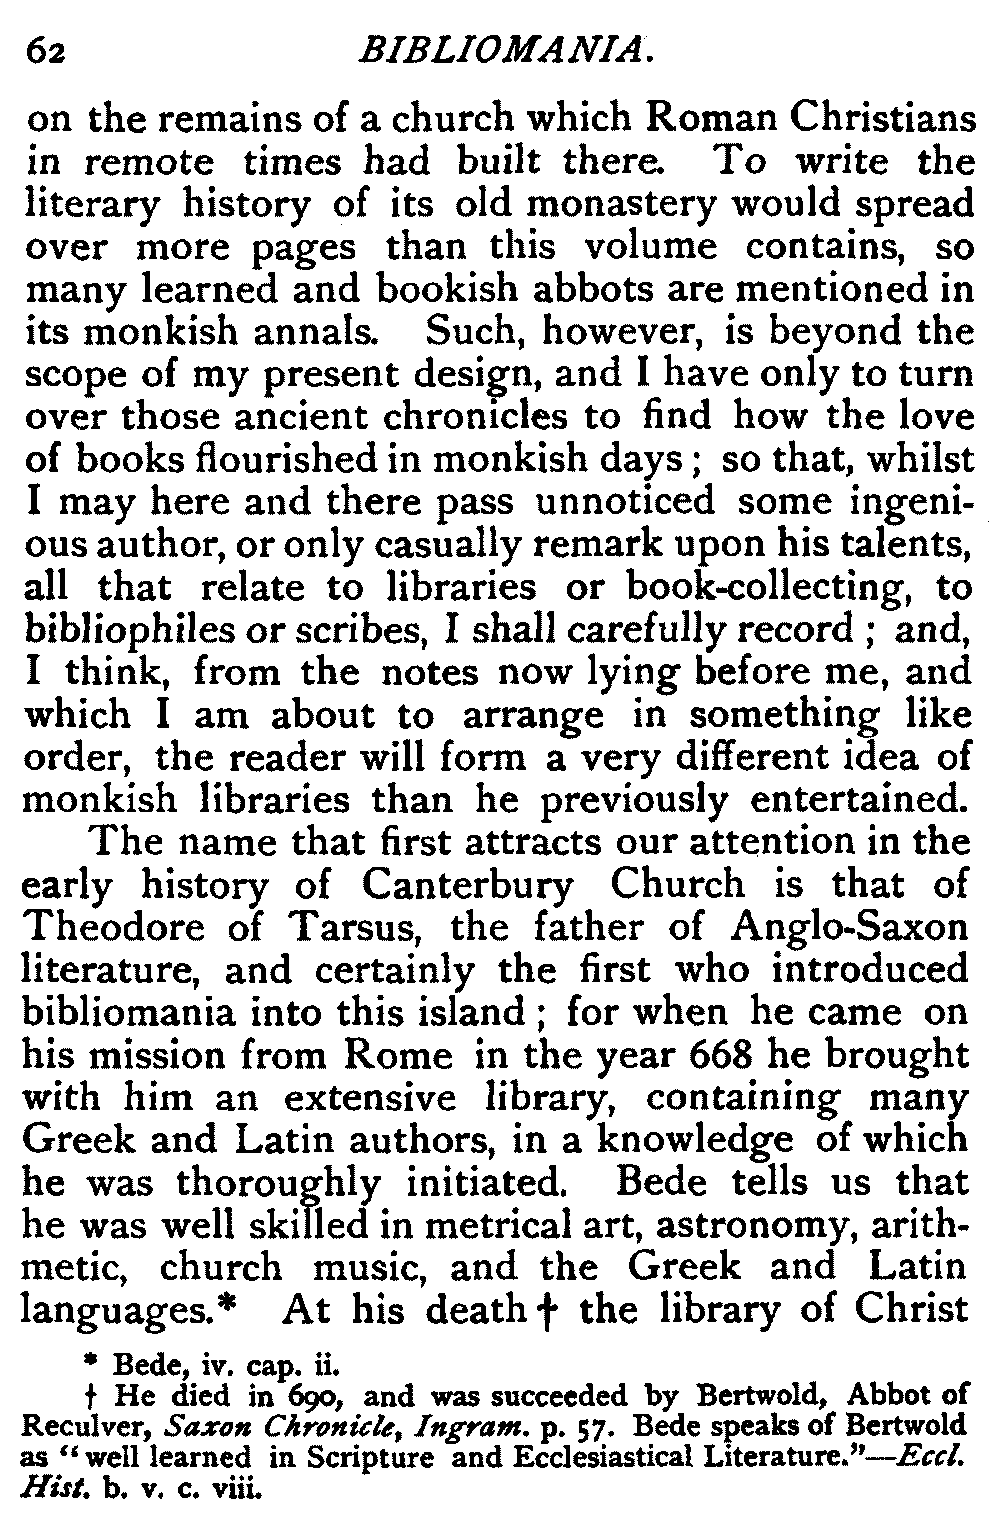 62 BIBLIOMANIA.
on the remains of a church which Roman Christians
in remote times had built there. To write the
literary history of its old monastery would spread
over more pages than this volume contains, so
many learned and bookish abbots are mentioned in
its monkish annals. Such, however, is beyond the
scope of my present design, and I have only to turn
over those ancient chronicles to find how the love
of books flourished in monkish days ; so that, whilst
I may here and there pass unnoticed some ingeni-
ous author, or only casually remark upon his talents,
all that relate to libraries or book-collecting, to
bibliophiles or scribes, I shall carefully record ; and,
I think, from the notes now lying before me, and
which I am about to arrange in something like
order, the reader will form a very different idea of
monkish libraries than he previously entertained.
The name that first attracts our attention in the
early history of Canterbury Church is that of
Theodore of Tarsus, the father of Anglo-Saxon
literature, and certainly the first who introduced
bibliomania into this island ; for when he came on
his mission from Rome in the year 668 he brought
with him an extensive library, containing many
Greek and Latin authors, in a knowledge of which
he was thoroughly initiated. Bede tells us that
he was well skilled in metrical art, astronomy, arith-
metic, church music, and the Greek and Latin
languages.* At his death † the library of Christ
* Bede, iv. cap. ii.
† He died in 690, and was succeeded by Bertwold, Abbot of
Reculver, Saxon Chronicle, Ingram. p. 57. Bede speaks of Bertwold
as “well learned in Scripture and Ecclesiastical Literature.”—Eccl.
Hist. b. v. c. viii.